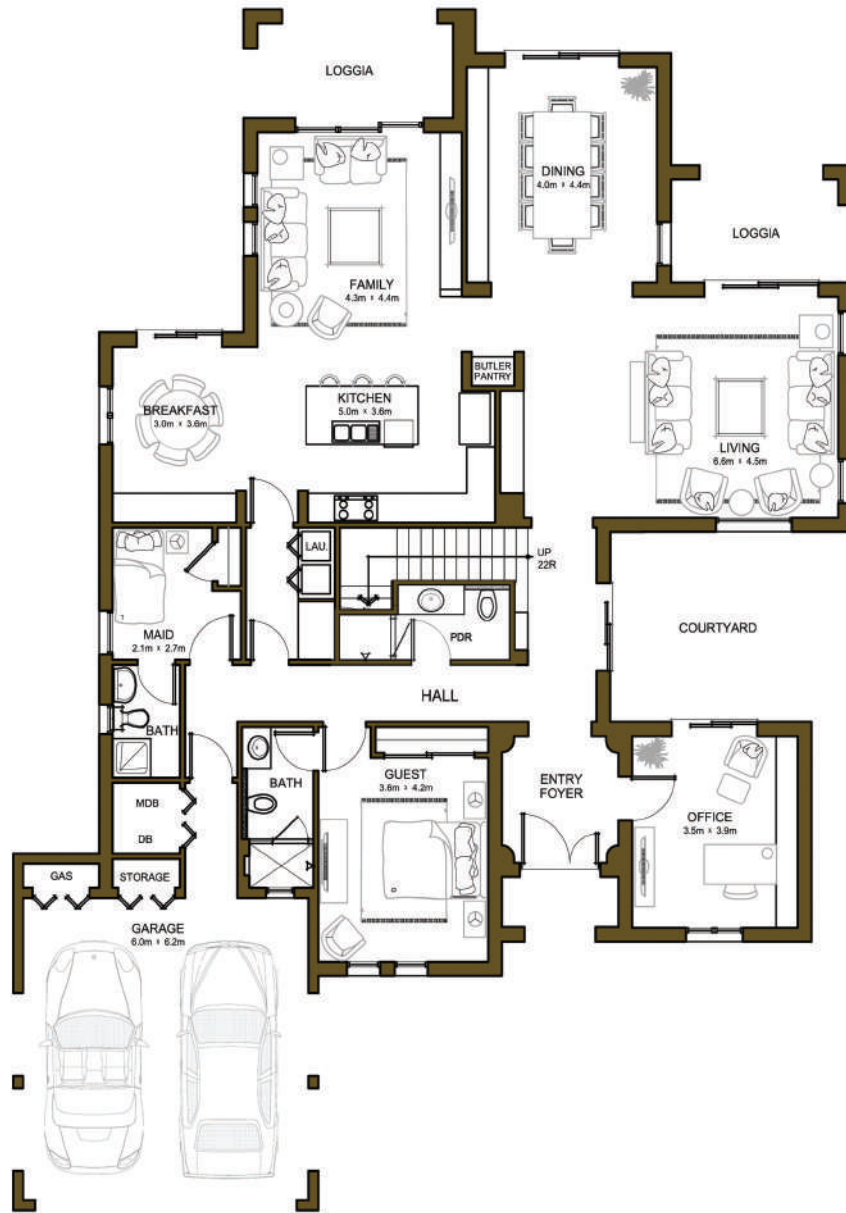 LOGGIA
DINING
4.0m x 4.4m
LOGGIA
FAMILY
4.3m x 4.4m
BUTLER
PANTRY
KITCHEN
5.0m x 3.6m
BREAKFAST
3.0m x 3.6m
LIVING
6.6m x 4.5m
LAU.
UP
22R
MAID
2.1m x 2.7m
PDR
COURTYARD
HALL
BATH
BATH
GUEST
3.6m x 4.2m
ENTRY
FOYER
MDB
DB
OFFICE
3.5m x 3.9m
GAS
STORAGE
GARAGE
6.0m x 6.2m